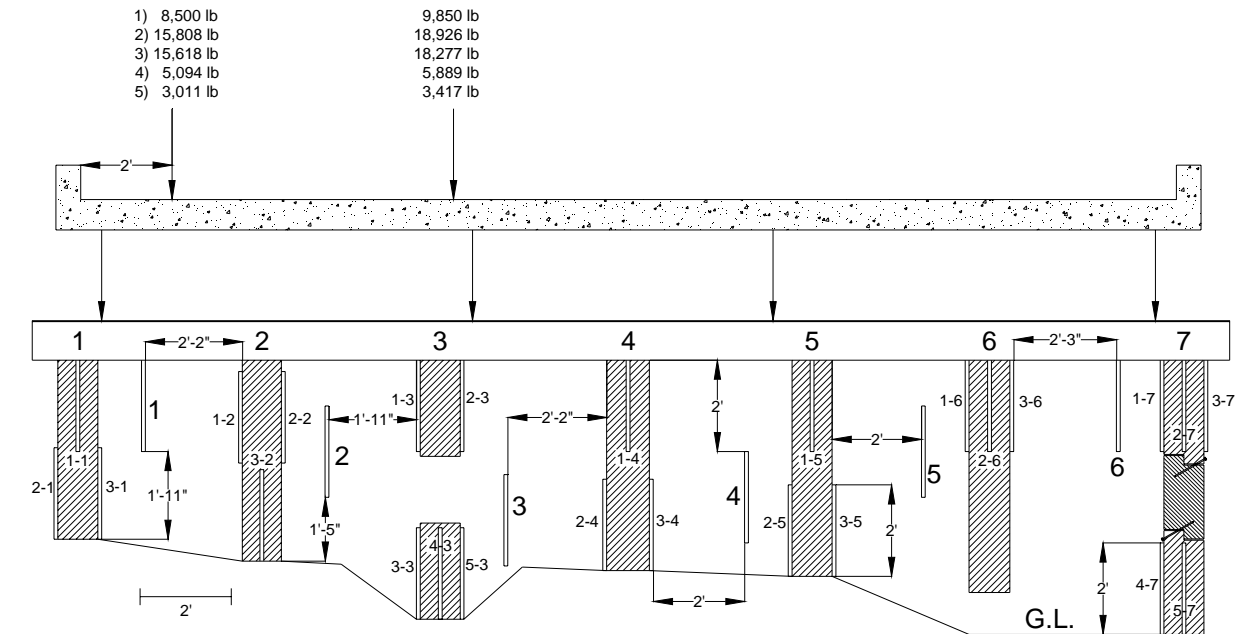 1) 8,500 lb 9,850 lb
2) 15,808 lb 18,926 lb
3) 15,618 lb 18,277 lb
4) 5,094 lb 5,889 lb
5) 3,011 lb 3,417 lb
2'
1 2'-2" 2 3 4 5 6 2'-3" 7
1-3 2-3 2' 1-6 3-6 1-7 3-7
1 1-2 2-2 1'-11" 2'-2" 2'
2 2-7
1-1 3-2 1-4 1-5 2-6
6
2-1 3-1 1'-11" 3 4 5
1'-5" 2-4 3-4 2-5 3-5 2'
4-3
3-3 5-3
2' 2' 4-7 2'
5-7
G.L.